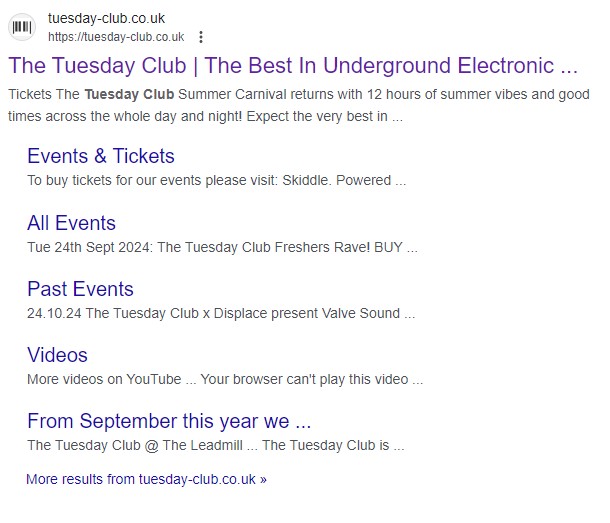 tuesday-club.co.uk
https://tuesday-club.co.uk
The Tuesday Club | The Best In Underground Electronic ...
Tickets The Tuesday Club Summer Carnival returns with 12 hours of summer vibes and good
times across the whole day and night! Expect the very best in ...
Events & Tickets
To buy tickets for our events please visit: Skiddle. Powered ...
All Events
Tue 24th Sept 2024: The Tuesday Club Freshers Rave! BUY ...
Past Events
24.10.24 The Tuesday Club x Displace present Valve Sound ...
Videos
More videos on YouTube ... Your browser can't play this video ...
From September this year we ...
The Tuesday Club @ The Leadmill ... The Tuesday Club is ...
More results from tuesday-club.co.uk »